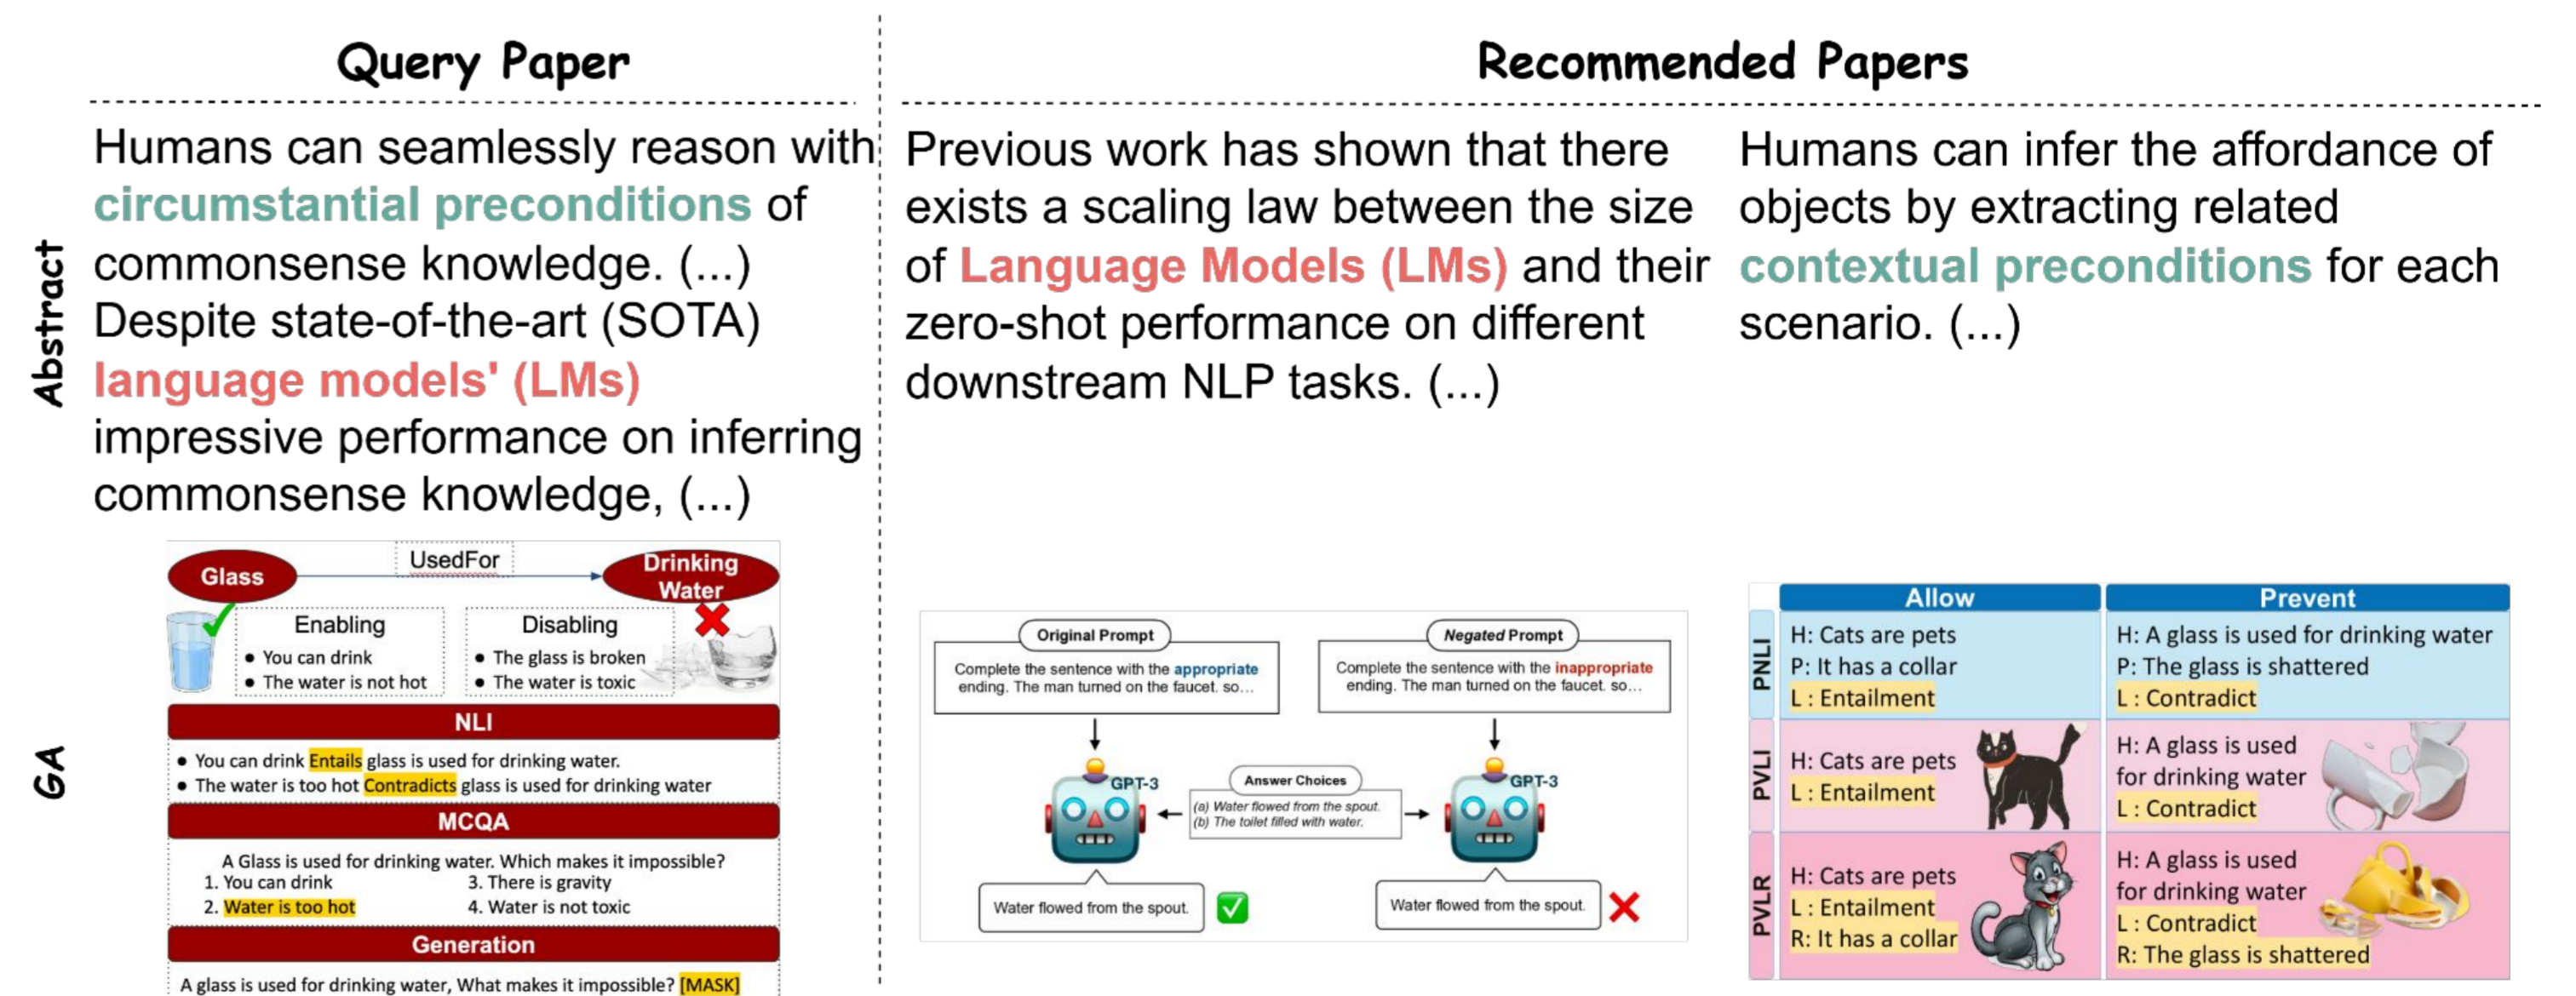 Query Paper
Recommended Papers
Abstract
Humans can seamlessly reason with
circumstantial preconditions of
commonsense knowledge. (...)
Despite state-of-the-art (SOTA)
language models' (LMs)
impressive performance on inferring
commonsense knowledge, (...)
Previous work has shown that there
exists a scaling law between the size
of Language Models (LMs) and their
zero-shot performance on different
downstream NLP tasks. (...)
Humans can infer the affordance of
objects by extracting related
contextual preconditions for each
scenario. (...)
GA
Glass
UsedFor
Drinking
Water
Enabling
• You can drink
• The water is not hot
Disabling
• The glass is broken
• The water is toxic
NLI
• You can drink Entails glass is used for drinking water.
• The water is too hot Contradicts glass is used for drinking water
MCQA
A Glass is used for drinking water. Which makes it impossible?
1. You can drink
2. Water is too hot
3. There is gravity
4. Water is not toxic
Generation
A glass is used for drinking water, What makes it impossible? [MASK]
Original Prompt
Complete the sentence with the appropriate
ending. The man turned on the faucet. so...
Negated Prompt
Complete the sentence with the inappropriate
ending. The man turned on the faucet. so...
GPT-3
Answer Choices
(a) Water flowed from the spout.
(b) The toilet filled with water.
GPT-3
Water flowed from the spout.
Water flowed from the spout.
Allow
Prevent
PNLI
H: Cats are pets
P: It has a collar
L : Entailment
H: A glass is used for drinking water
P: The glass is shattered
L : Contradict
PVLI
H: Cats are pets
L : Entailment
H: A glass is used
for drinking water
L : Contradict
PVLR
H: Cats are pets
L : Entailment
R: It has a collar
H: A glass is used
for drinking water
L : Contradict
R: The glass is shattered